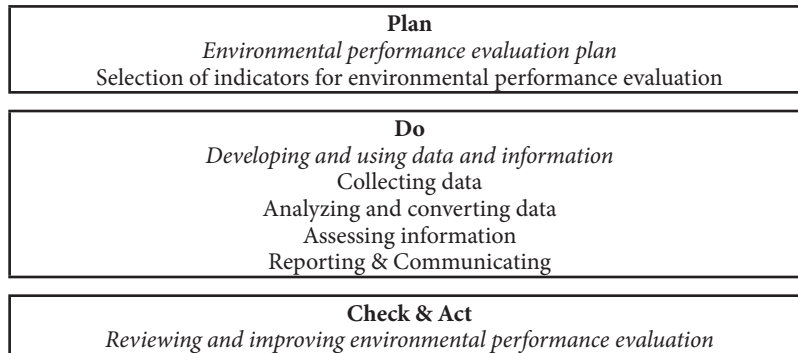 Plan
Environmental performance evaluation plan
Selection of indicators for environmental performance evaluation
Do
Developing and using data and information
Collecting data
Analyzing and converting data
Assessing information
Reporting & Communicating
Check & Act
Reviewing and improving environmental performance evaluation